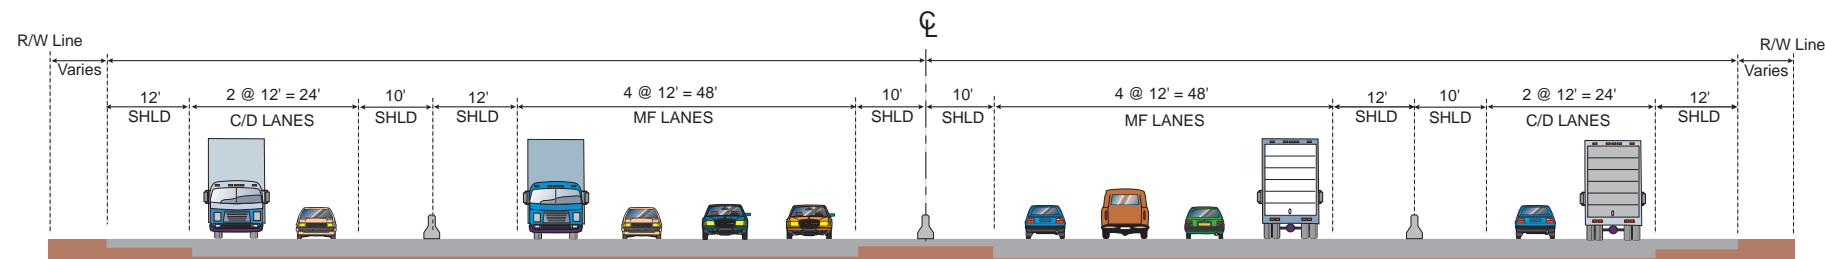 ℄
R/W Line
R/W Line
Varies
Varies
12' 2 @ 12' = 24' 10' 12' 4 @ 12' = 48' 10' 10' 4 @ 12' = 48' 12' 10' 2 @ 12' = 24' 12'
SHLD C/D LANES SHLD SHLD MF LANES SHLD SHLD MF LANES SHLD SHLD C/D LANES SHLD